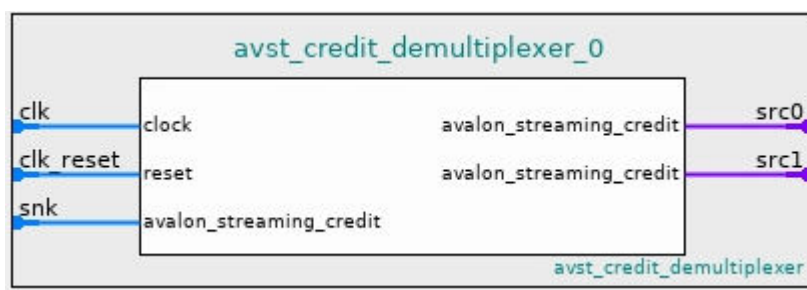 avst_credit_demultiplexer_0
clk
clock
avalon_streaming_credit
src0
clk_reset
reset
avalon_streaming_credit
src1
snk
avalon_streaming_credit
avst_credit_demultiplexer